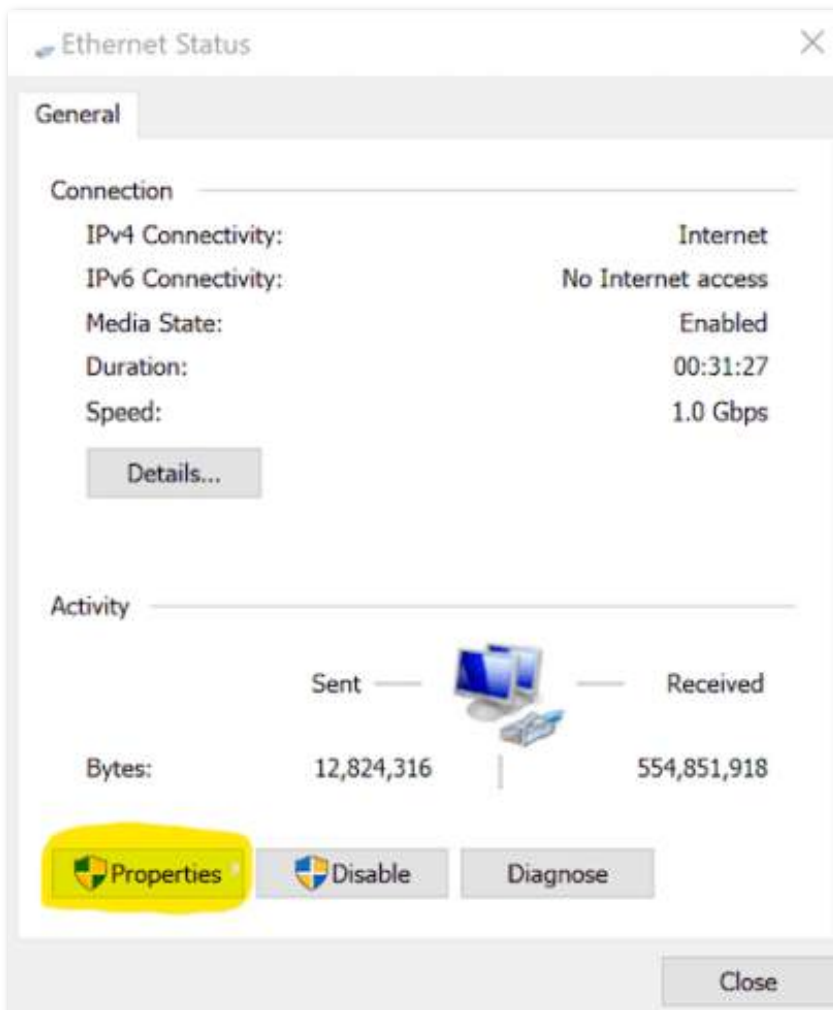 Ethernet Status
General
Connection
IPv4 Connectivity: Internet
IPv6 Connectivity: No Internet access
Media State: Enabled
Duration: 00:31:27
Speed: 1.0 Gbps
Details...
Activity
Sent Received
Bytes: 12,824,316 554,851,918
Properties Disable Diagnose
Close